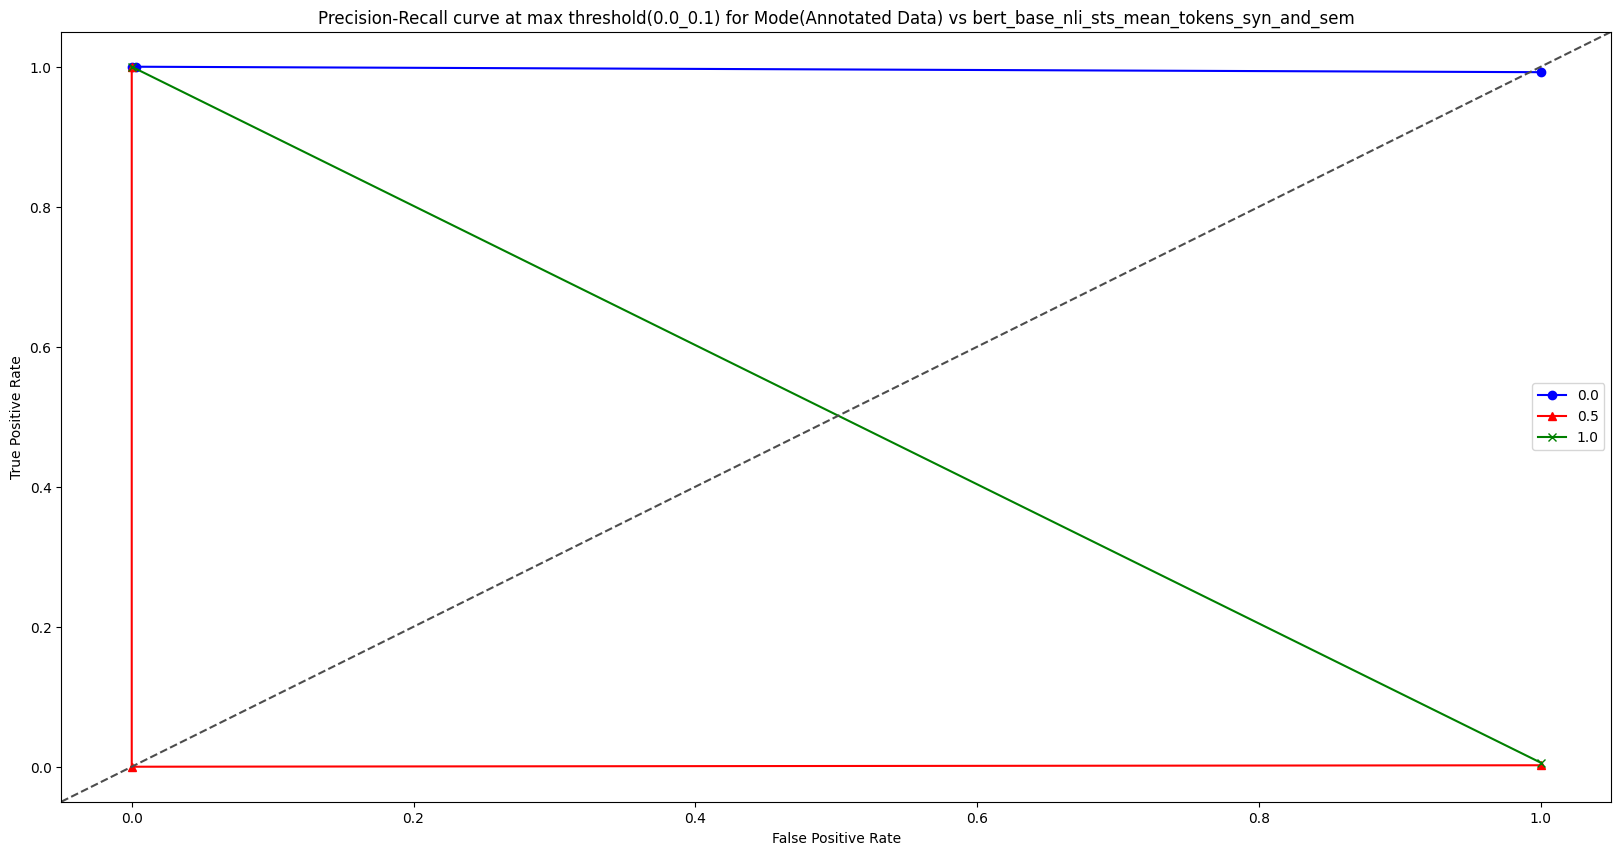 Precision-Recall curve at max threshold(0.0_0.1) for Mode(Annotated Data) vs bert_base_nli_sts_mean_tokens_syn_and_sem
1.0
0.8
0.6
0.4
0.2
0.0
True Positive Rate
0.0
0.5
1.0
0.0 0.2 0.4 0.6 0.8 1.0
False Positive Rate